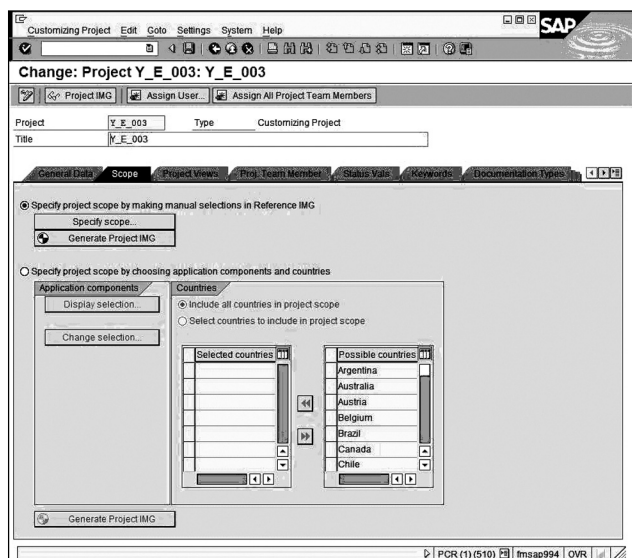 Customizing Project Edit Goto Settings System Help
SAP
Change: Project Y_E_003: Y_E_003
Project IMG Assign User... Assign All Project Team Members
Project Y_E_003 Type Customizing Project
Title Y_E_003
General Data Scope Project Views Proj. Team Member Status Vals Keywords Documentation Types
Specify project scope by making manual selections in Reference IMG
Specify scope...
Generate Project IMG
Specify project scope by choosing application components and countries
Application components Countries
Display selection... Include all countries in project scope
Select countries to include in project scope
Change selection...
Selected countries Possible countries
Argentina
Australia
Austria
Belgium
Brazil
Canada
Chile
Generate Project IMG
PCR (1) (510) fmsap994 OVR